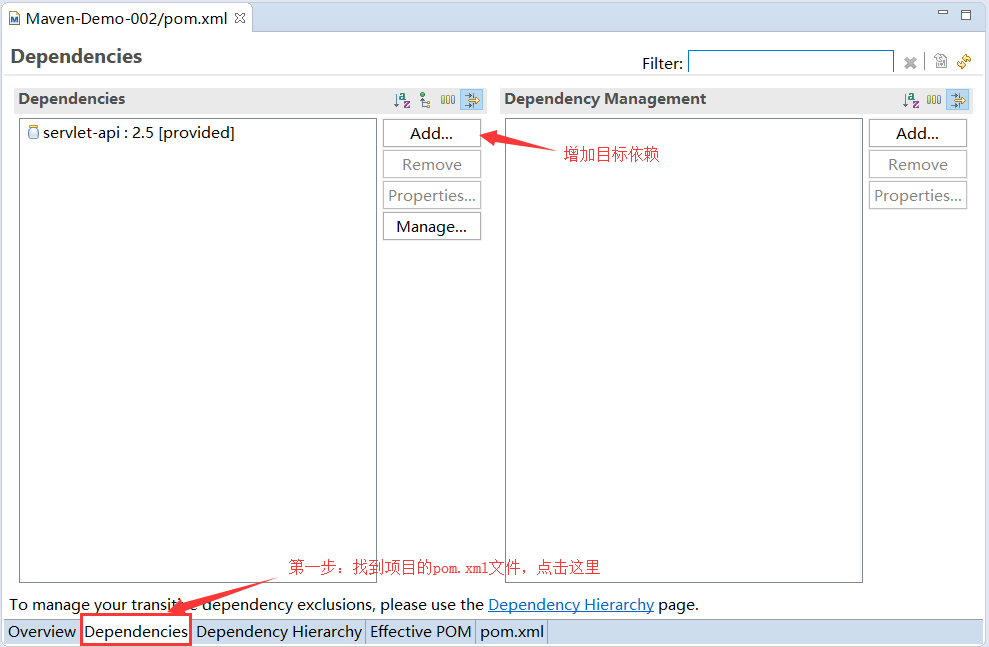 Maven-Demo-002/pom.xml
Dependencies
Filter:
Dependencies
Dependency Management
servlet-api : 2.5 [provided]
Add...
Remove
Properties...
Manage...
增加目标依赖
Add...
Remove
Properties...
第一步：找到项目的pom.xml文件，点击这里
To manage your transitive dependency exclusions, please use the Dependency Hierarchy page.
Overview Dependencies Dependency Hierarchy Effective POM pom.xml